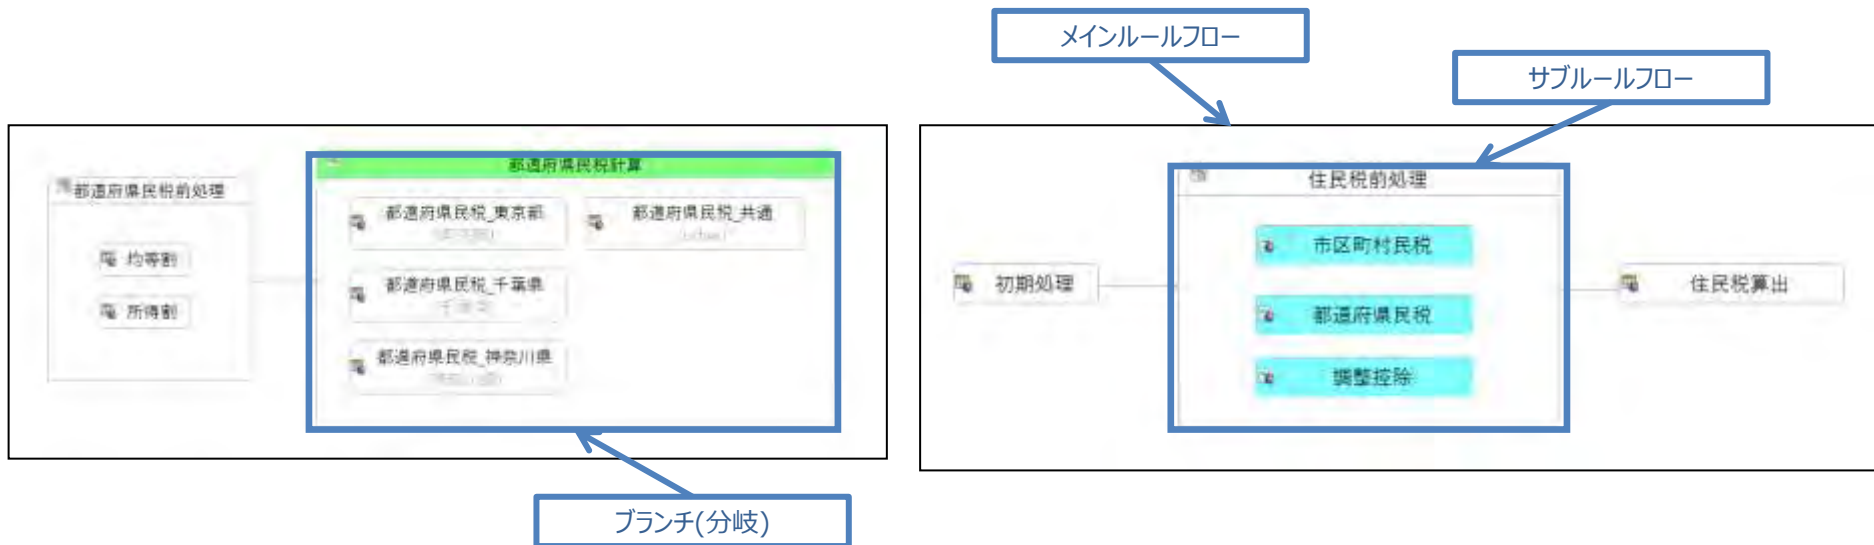 メインルールフロー
サブルールフロー
都道府県民税前処理
均等割
所得割
都道府県民税計算
都道府県民税_東京都
都道府県民税_共通
都道府県民税_千葉県
都道府県民税_神奈川県
ブランチ(分岐)
初期処理
住民税前処理
市区町村民税
都道府県民税
調整控除
住民税算出